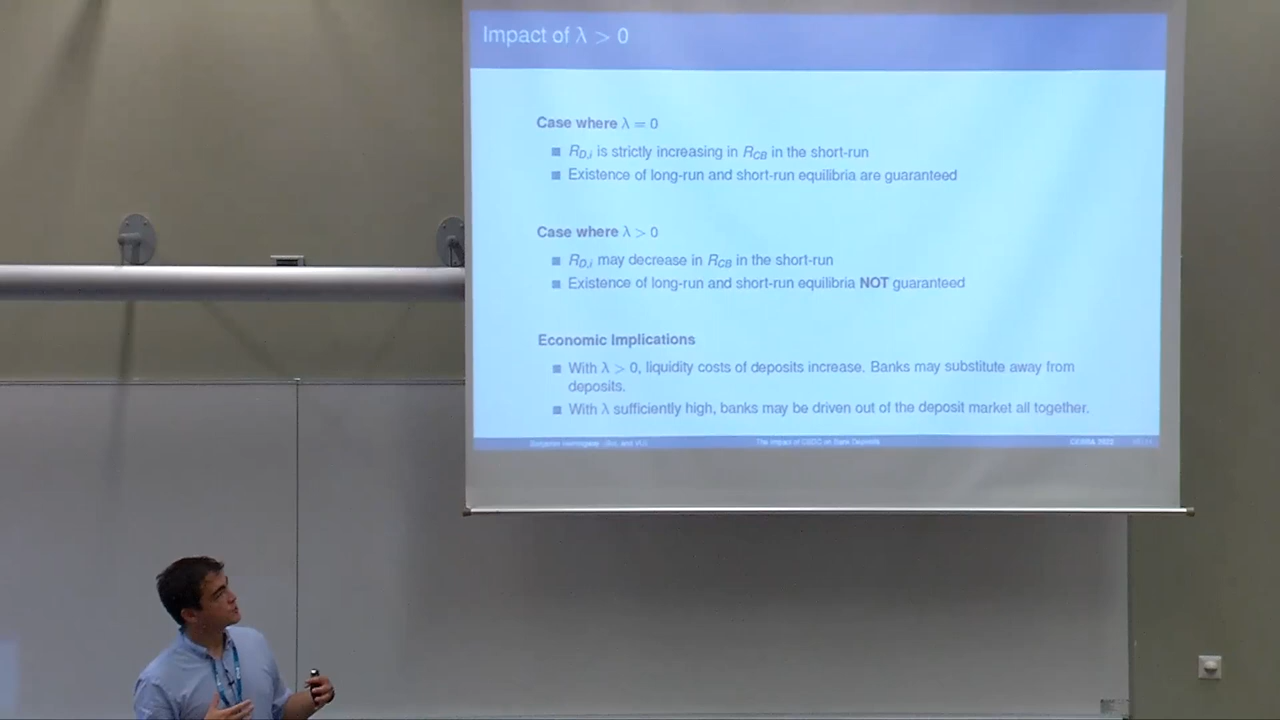 Impact of λ > 0
Case where λ = 0
R_{D,i} is strictly increasing in R_{CB} in the short-run
Existence of long-run and short-run equilibria are guaranteed
Case where λ > 0
R_{D,i} may decrease in R_{CB} in the short-run
Existence of long-run and short-run equilibria NOT guaranteed
Economic Implications
With λ > 0, liquidity costs of deposits increase. Banks may substitute away from
deposits.
With λ sufficiently high, banks may be driven out of the deposit market all together.
The Impact of CBDC on Bank Deposits
CEBRA 2022